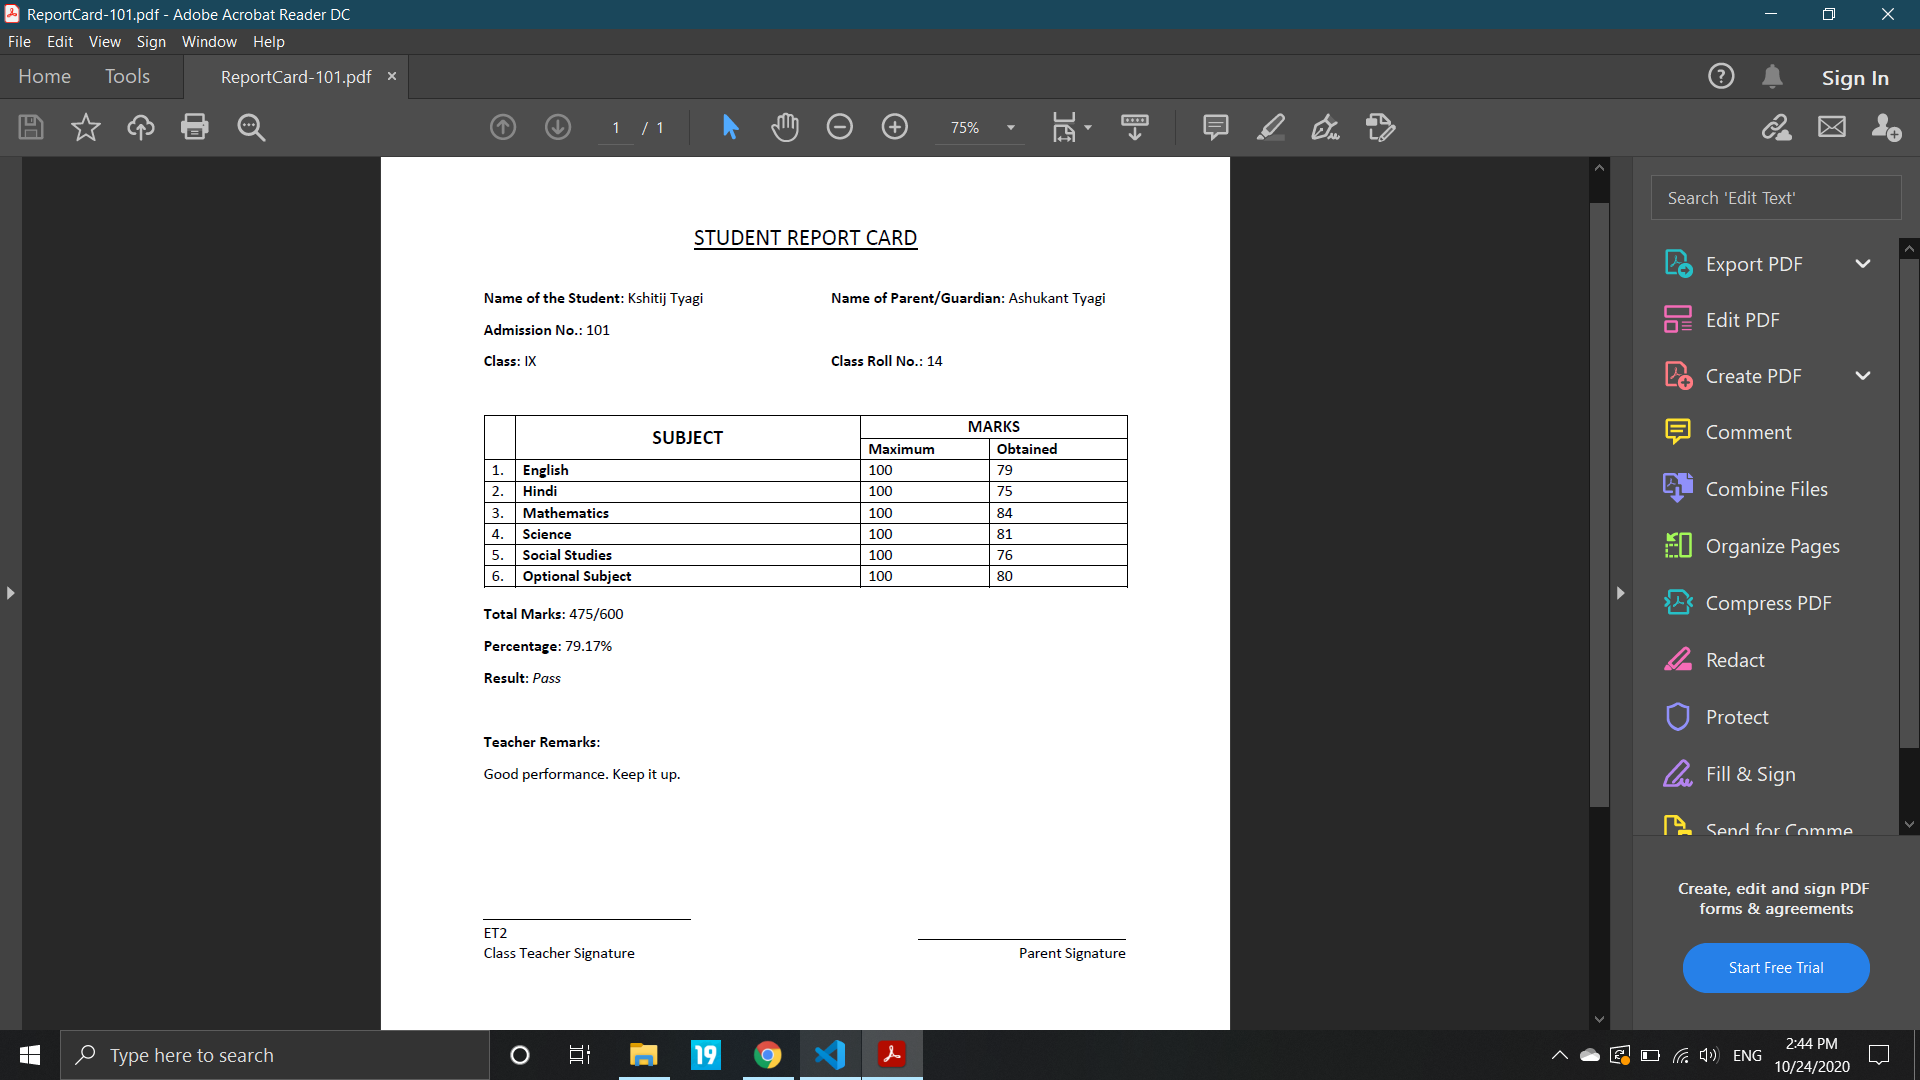 ReportCard-101.pdf - Adobe Acrobat Reader DC
File Edit View Sign Window Help
Home Tools ReportCard-101.pdf × Sign In
1 / 1 75%
STUDENT REPORT CARD
Name of the Student: Kshitij Tyagi Name of Parent/Guardian: Ashukant Tyagi
Admission No.: 101
Class: IX Class Roll No.: 14
SUBJECT MARKS
Maximum Obtained
1. English 100 79
2. Hindi 100 75
3. Mathematics 100 84
4. Science 100 81
5. Social Studies 100 76
6. Optional Subject 100 80
Total Marks: 475/600
Percentage: 79.17%
Result: Pass
Teacher Remarks:
Good performance. Keep it up.
ET2
Class Teacher Signature Parent Signature
Search 'Edit Text'
Export PDF
Edit PDF
Create PDF
Comment
Combine Files
Organize Pages
Compress PDF
Redact
Protect
Fill & Sign
Send for Comme
Create, edit and sign PDF
forms & agreements
Start Free Trial
Type here to search
19
ENG
2:44 PM
10/24/2020